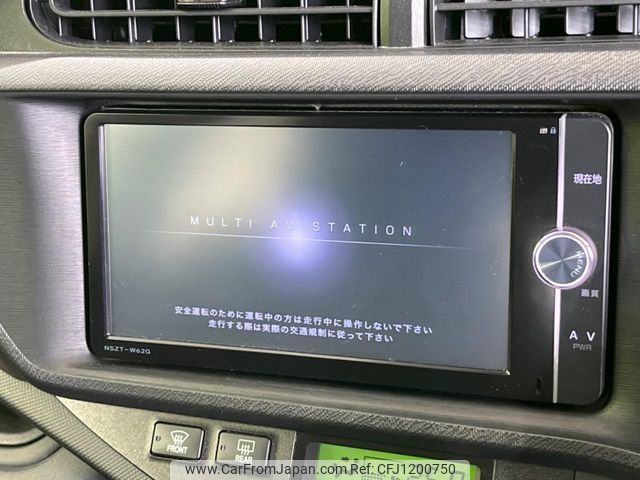 現在地
MULTI AV STATION
MENU
画質
安全運転のために運転中の方は走行中に操作しないで下さい
走行する際は実際の交通規制に従って下さい
AV
PWR
NSZT-W62G
FRONT
REAR
www.CarFromJapan.com
Ref#CFJ91200750